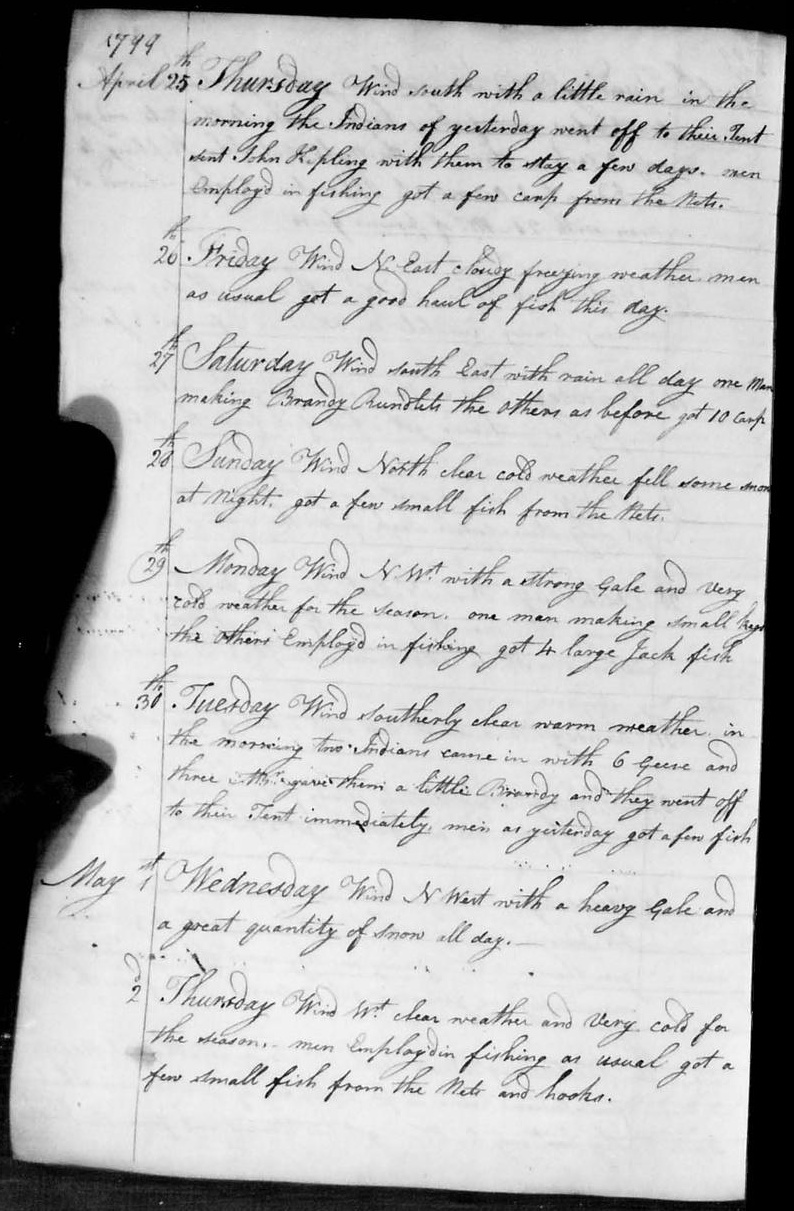 1799
April 25th Thursday Wind south with a little rain in the
morning the Indians of yesterday went off to their Tent
sent John Kipling with them to stay a few days. men
Employd in fishing got a few carp from the Nets.
26th Friday Wind N. East cloudy freezing weather men
as usual got a good haul of fish this day.
27th Saturday Wind south East with rain all day one Man
making Brandy Rundlets the others as before got 10 Carp
28th Sunday Wind North clear cold weather fell some snow
at Night. got a few small fish from the Nets.
29th Monday Wind N Wt with a strong Gale and Very
cold weather for the season. one man making small kegs
the others Employd in fishing got 4 large Jack fish
30th Tuesday Wind southerly clear warm weather. in
the morning two Indians came in with 6 Geese and
three gave them a little Brandy and they went off
to their Tent immediately, men as yesterday got a few fish
May 1st Wednesday Wind N West with a heavy Gale and
a great quantity of snow all day.
2d Thursday Wind Wt clear weather and Very cold for
the season. men Employd in fishing as usual got a
few small fish from the Nets and hooks.